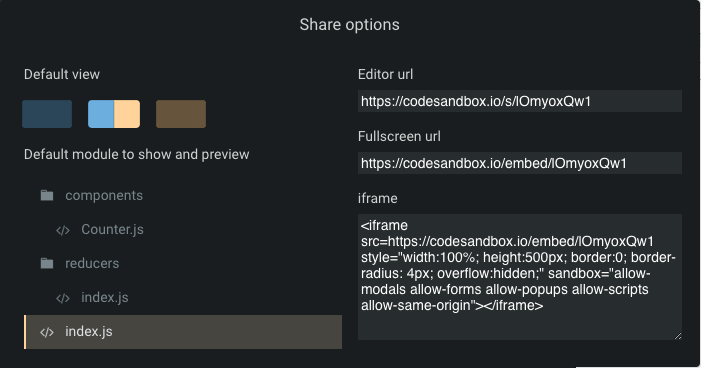 Share options
Default view
Default module to show and preview
components
</> Counter.js
reducers
</> index.js
</> index.js
Editor url
https://codesandbox.io/s/lOmyoxQw1
Fullscreen url
https://codesandbox.io/embed/lOmyoxQw1
iframe
<iframe
src=https://codesandbox.io/embed/lOmyoxQw1
style="width:100%; height:500px; border:0; border-
radius: 4px; overflow:hidden;" sandbox="allow-
modals allow-forms allow-popups allow-scripts
allow-same-origin"></iframe>